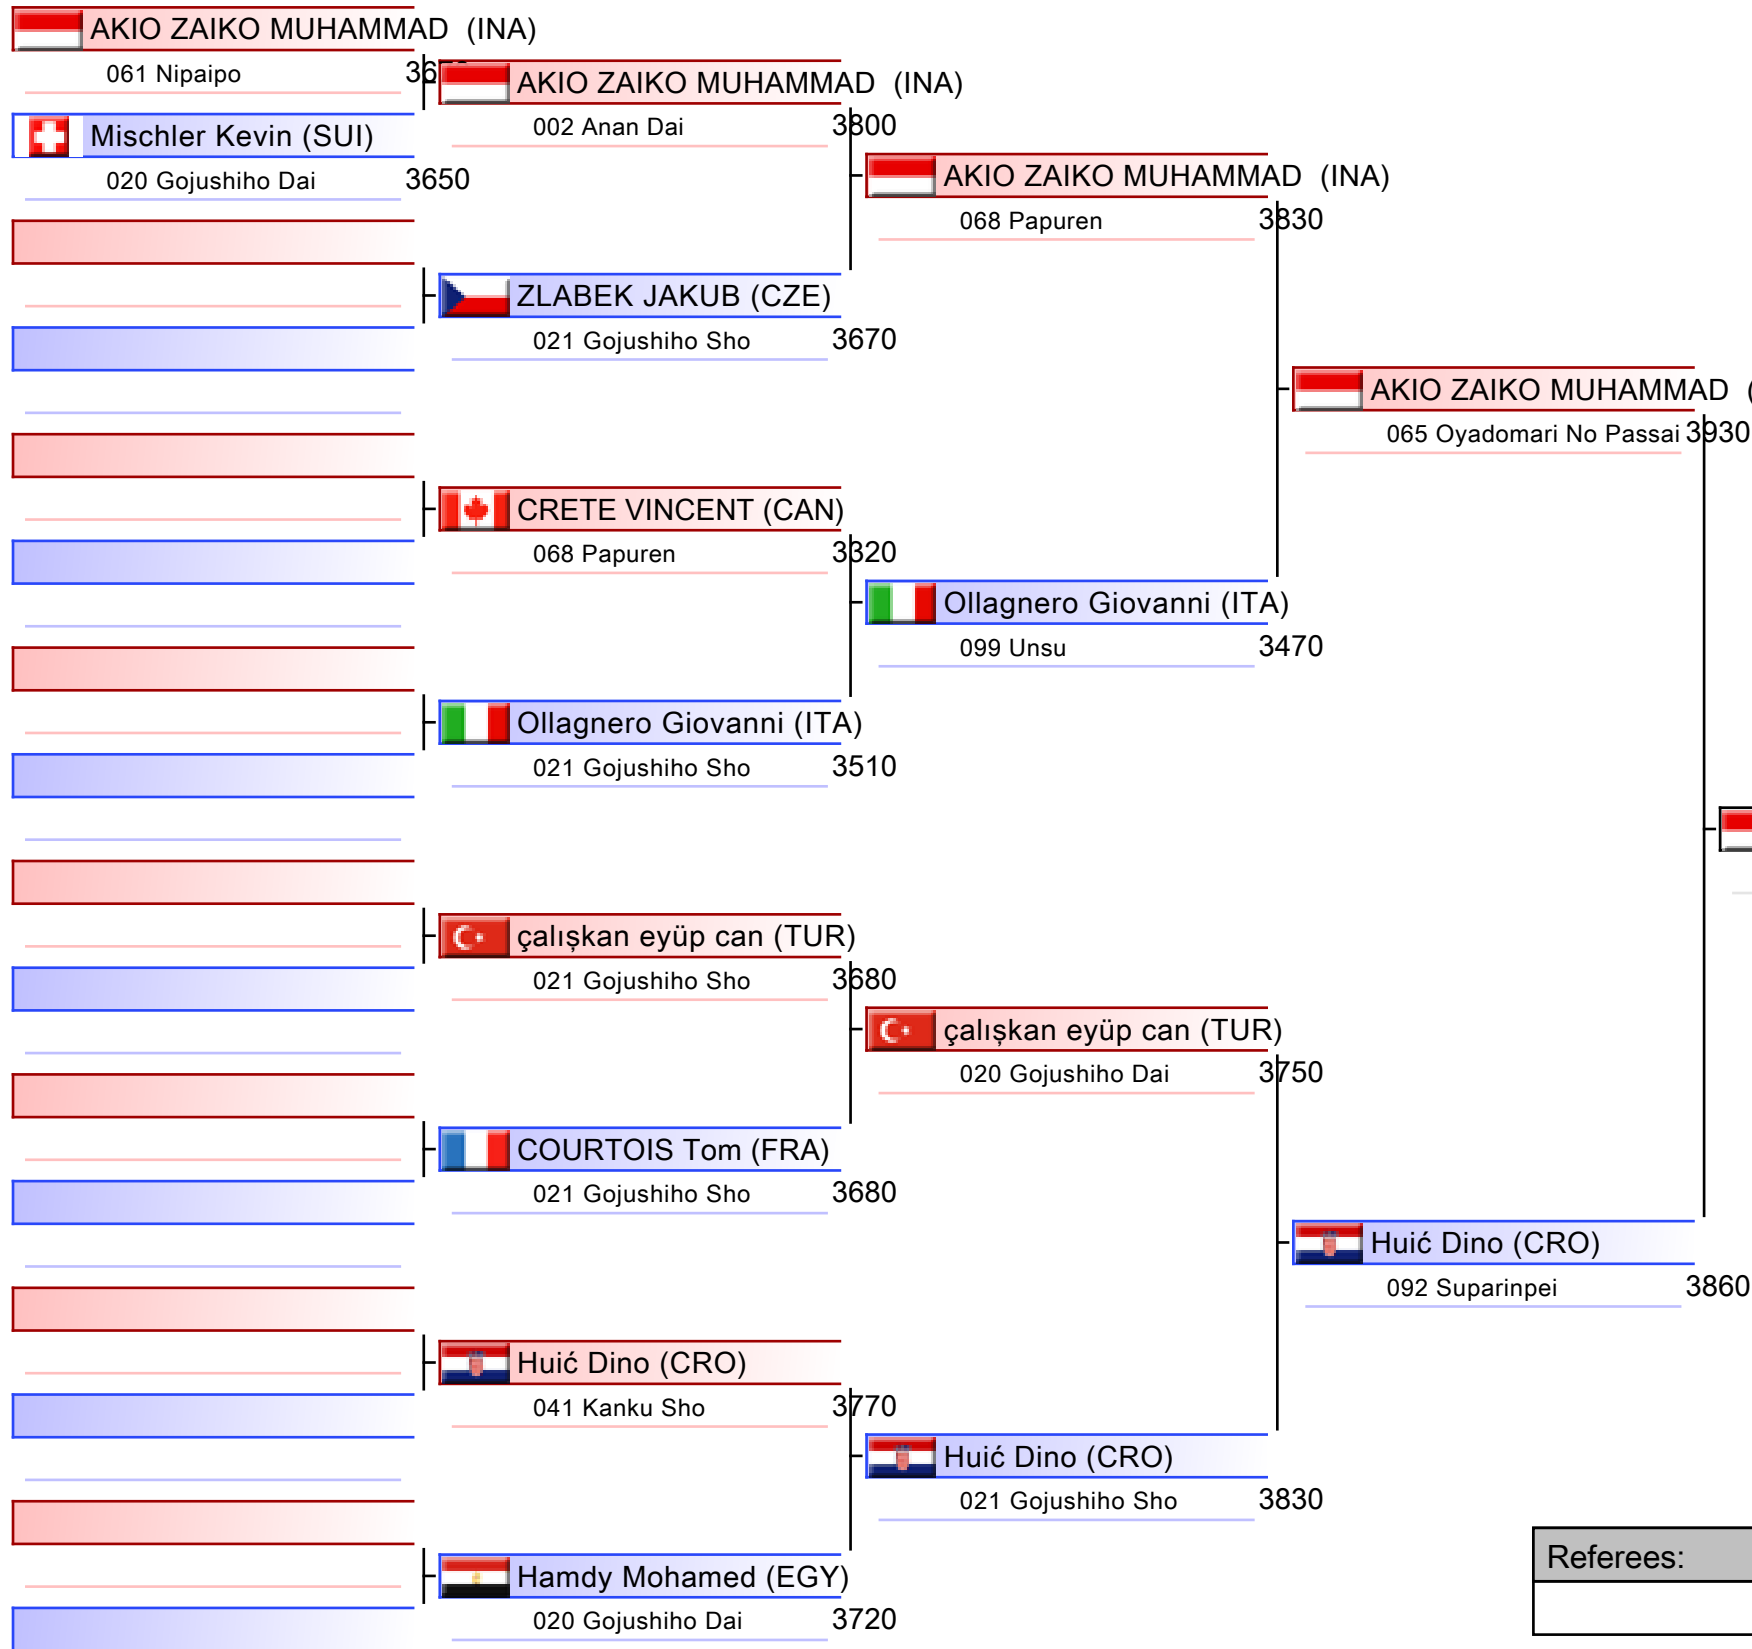 AKIO ZAIKO MUHAMMAD (INA)
061 Nipaipo
Mischler Kevin (SUI)
020 Gojushiho Dai 3650
AKIO ZAIKO MUHAMMAD (INA)
002 Anan Dai 3800
ZLABEK JAKUB (CZE)
021 Gojushiho Sho 3670
CRETE VINCENT (CAN)
068 Papuren 3320
Ollagnero Giovanni (ITA)
021 Gojushiho Sho 3510
çalışkan eyüp can (TUR)
021 Gojushiho Sho 3680
COURTOIS Tom (FRA)
021 Gojushiho Sho 3680
Huić Dino (CRO)
041 Kanku Sho 3770
Hamdy Mohamed (EGY)
020 Gojushiho Dai 3720
AKIO ZAIKO MUHAMMAD (INA)
068 Papuren 3830
Ollagnero Giovanni (ITA)
099 Unsu 3470
çalışkan eyüp can (TUR)
020 Gojushiho Dai 3750
Huić Dino (CRO)
021 Gojushiho Sho 3830
AKIO ZAIKO MUHAMMAD (
065 Oyadomari No Passai 3930
Huić Dino (CRO)
092 Suparinpei 3860
Referees: